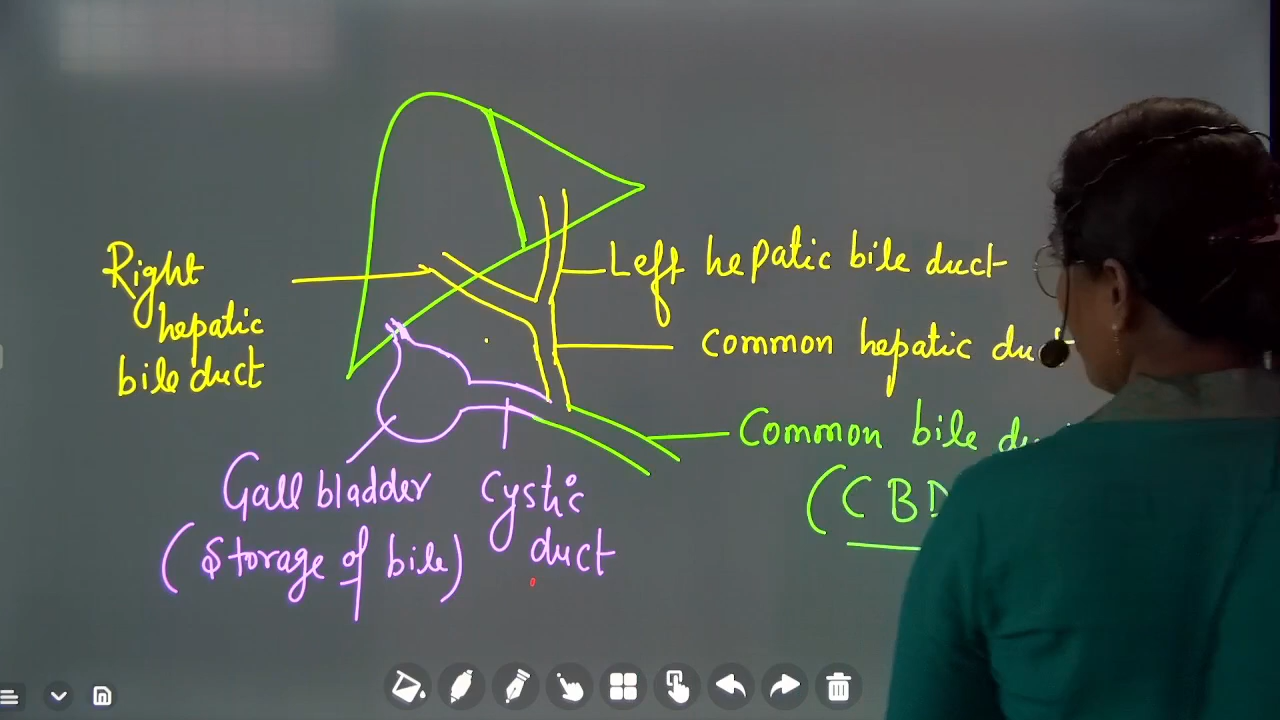 Right
hepatic
bile duct
Left hepatic bile duct
Common hepatic
Common bile
(CBD
Gall bladder
(Storage of bile)
Cystic
duct